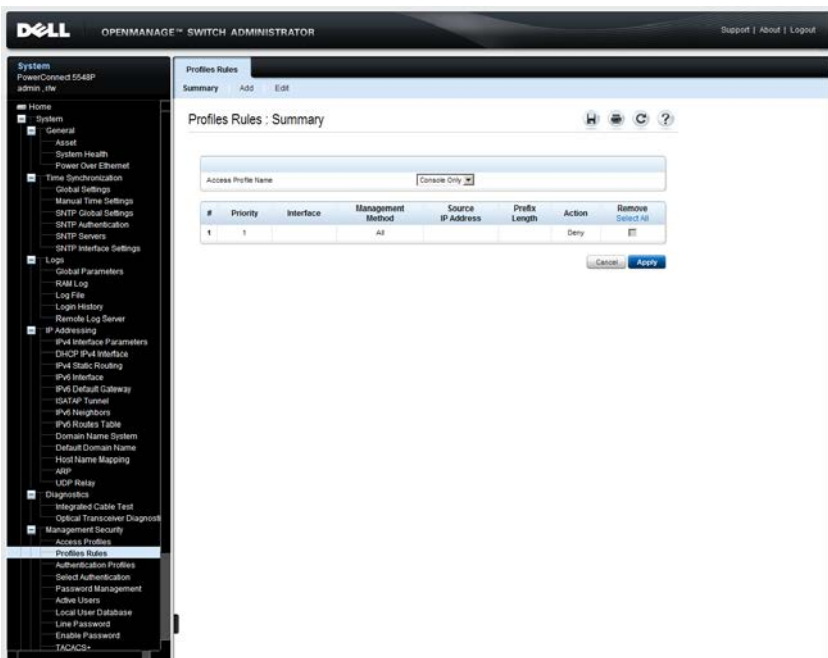 DELL OPENMANAGE™ SWITCH ADMINISTRATOR
Support | About | Logout
System
PowerConnect 5548P
admin , r/w
Home
System
General
Asset
System Health
Power Over Ethernet
Time Synchronization
Global Settings
Manual Time Settings
SNTP Global Settings
SNTP Authentication
SNTP Servers
SNTP Interface Settings
Logs
Global Parameters
RAM Log
Log File
Login History
Remote Log Server
IP Addressing
IPv4 Interface Parameters
DHCP IPv4 Interface
IPv4 Static Routing
IPv6 Interface
IPv6 Default Gateway
ISATAP Tunnel
IPv6 Neighbors
IPv6 Routes Table
Domain Name System
Default Domain Name
Host Name Mapping
ARP
UDP Relay
Diagnostics
Integrated Cable Test
Optical Transceiver Diagnosti
Management Security
Access Profiles
Profiles Rules
Authentication Profiles
Select Authentication
Password Management
Active Users
Local User Database
Line Password
Enable Password
TACACS+
Profiles Rules
Summary Add Edit
Profiles Rules : Summary
?
Access Profile Name Console Only
# Priority Interface Management Method Source IP Address Prefix Length Action Remove Select All
1 1 All Deny
Cancel Apply